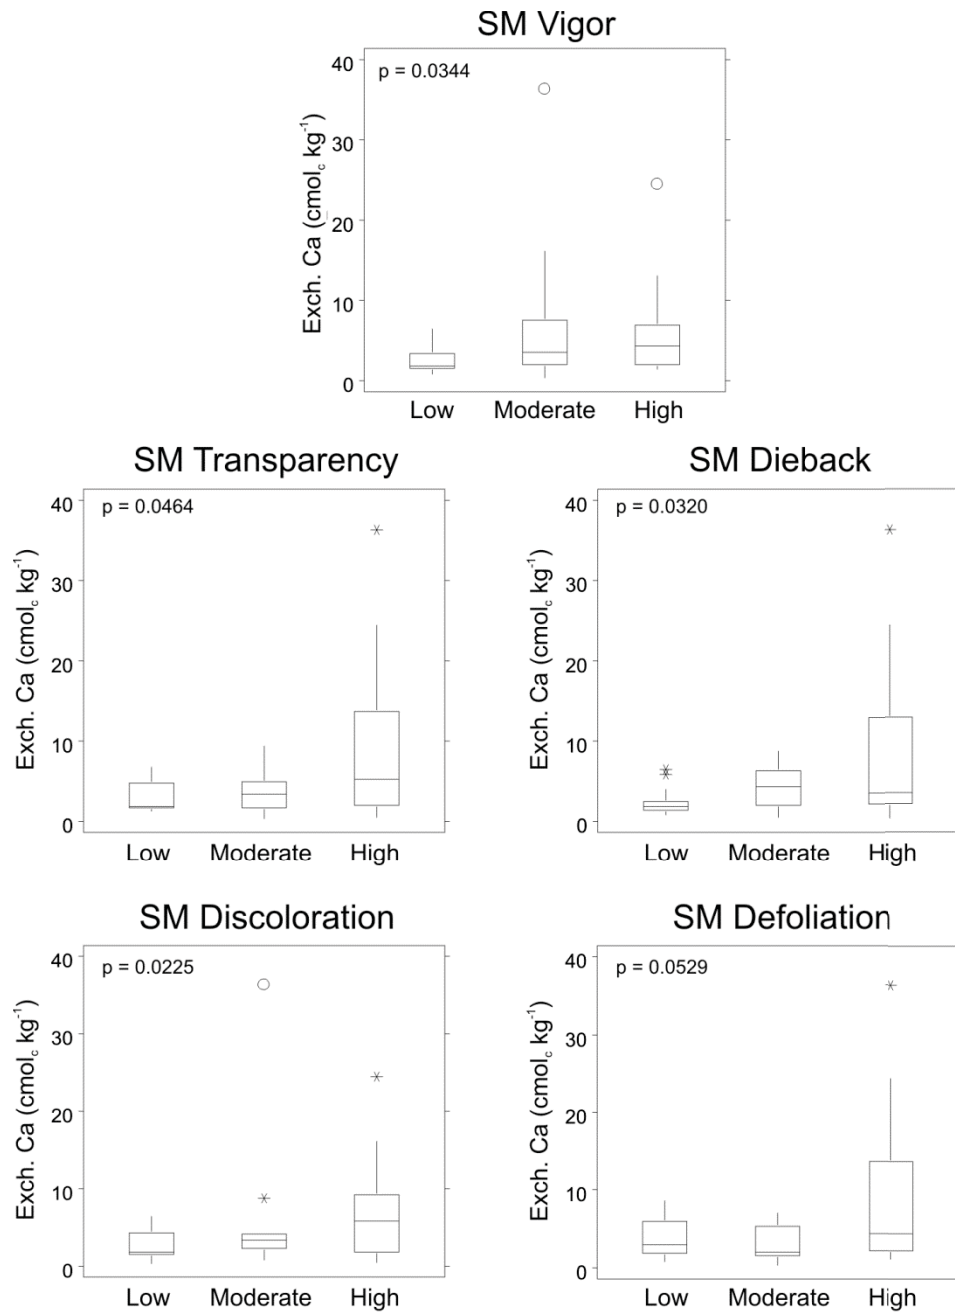 SM Vigor
p = 0.0344
Exch. Ca (cmolc kg-1)
40
30
20
10
0
Low Moderate High
SM Transparency
p = 0.0464
Exch. Ca (cmolc kg-1)
40
30
20
10
0
Low Moderate High
SM Dieback
p = 0.0320
Exch. Ca (cmolc kg-1)
40
30
20
10
0
Low Moderate High
SM Discoloration
p = 0.0225
Exch. Ca (cmolc kg-1)
40
30
20
10
0
Low Moderate High
SM Defoliation
p = 0.0529
Exch. Ca (cmolc kg-1)
40
30
20
10
0
Low Moderate High